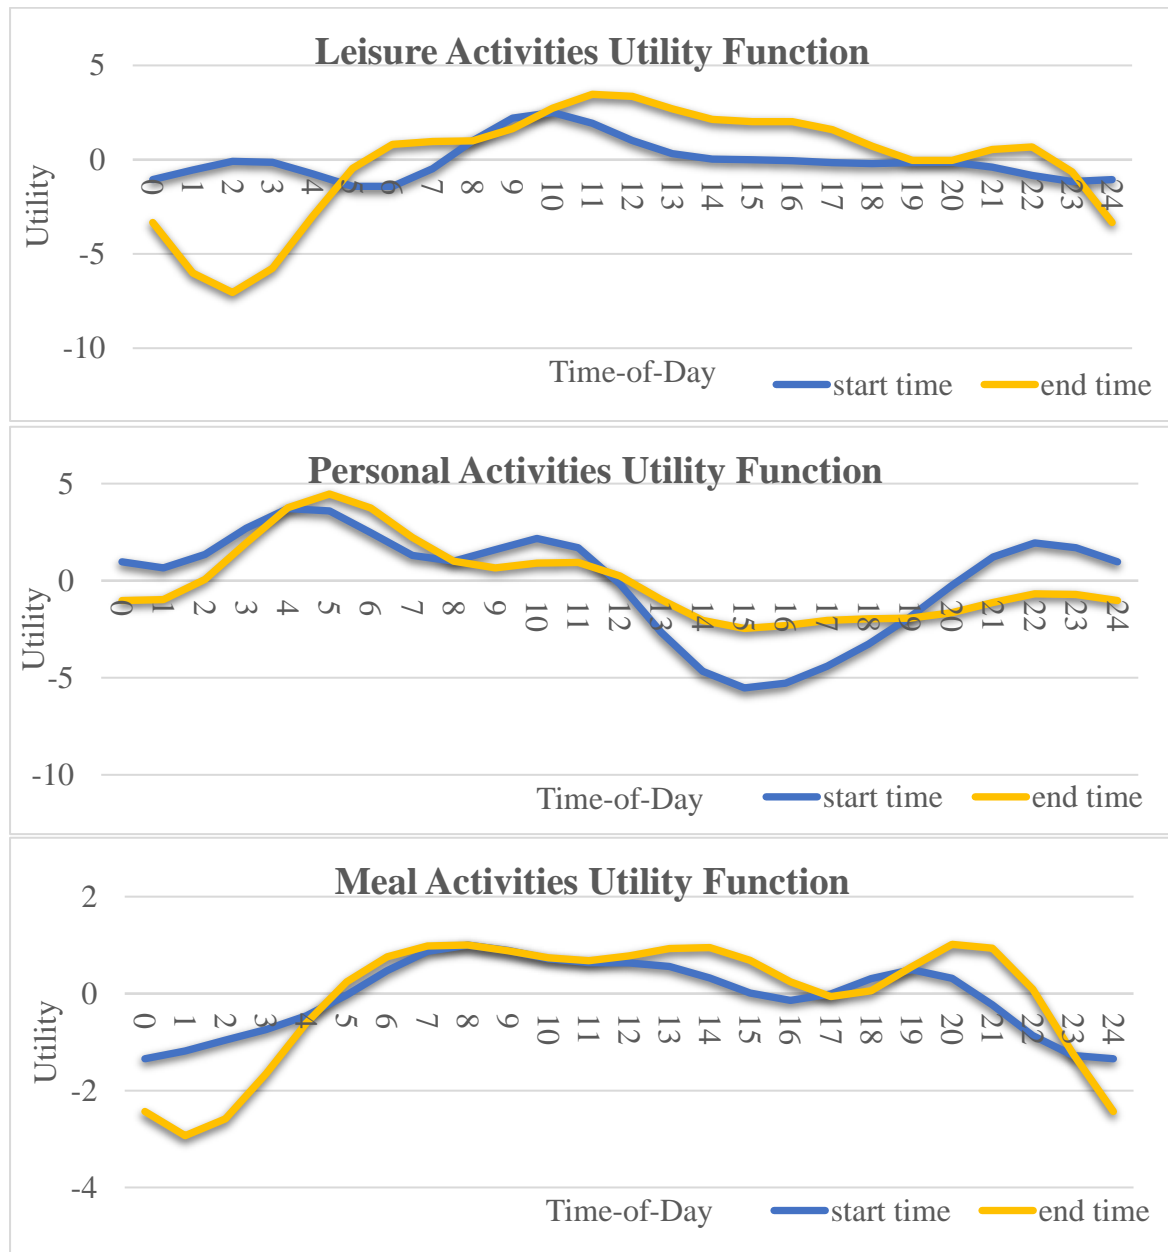 Leisure Activities Utility Function
5
0
-5
-10
Utility
0 1 2 3 4 5 6 7 8 9 10 11 12 13 14 15 16 17 18 19 20 21 22 23 24
Time-of-Day
start time end time
Personal Activities Utility Function
5
0
-5
-10
Utility
0 1 2 3 4 5 6 7 8 9 10 11 12 13 14 15 16 17 18 19 20 21 22 23 24
Time-of-Day
start time end time
Meal Activities Utility Function
2
0
-2
-4
Utility
0 1 2 3 4 5 6 7 8 9 10 11 12 13 14 15 16 17 18 19 20 21 22 23 24
Time-of-Day
start time end time